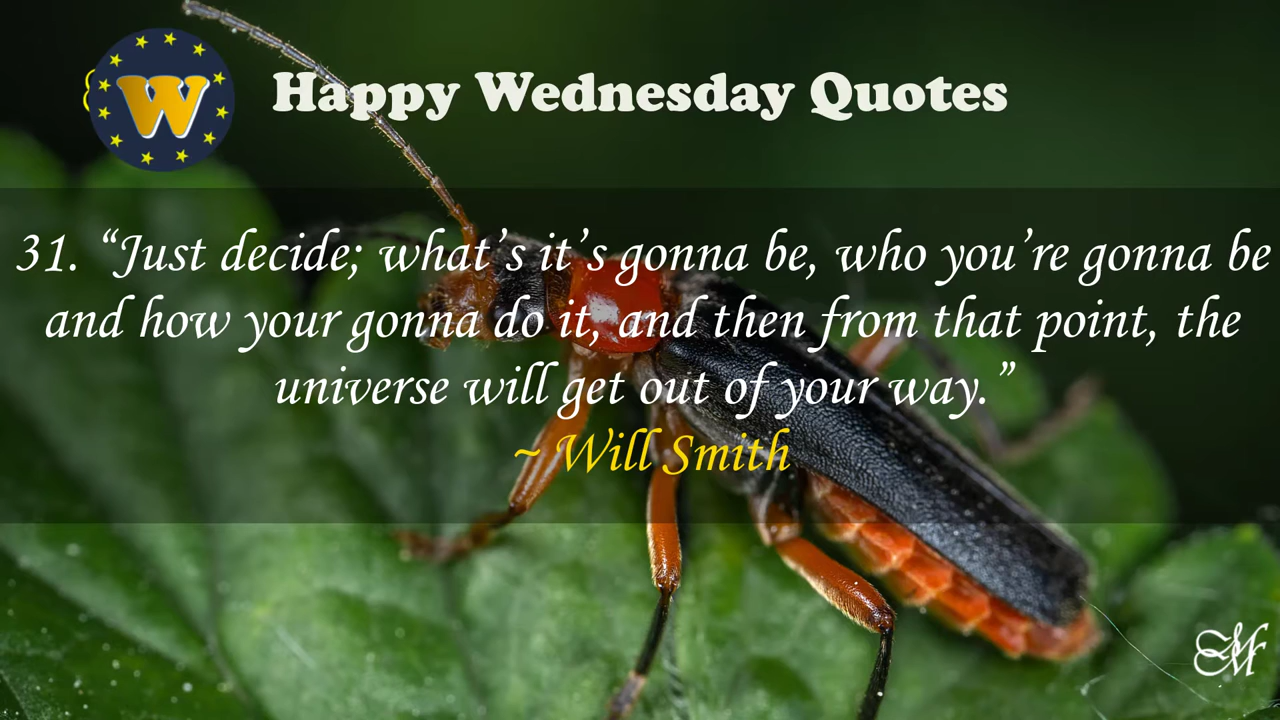 W
Happy Wednesday Quotes
31. “Just decide; what’s it’s gonna be, who you’re gonna be
and how your gonna do it, and then from that point, the
universe will get out of your way.”
~ Will Smith